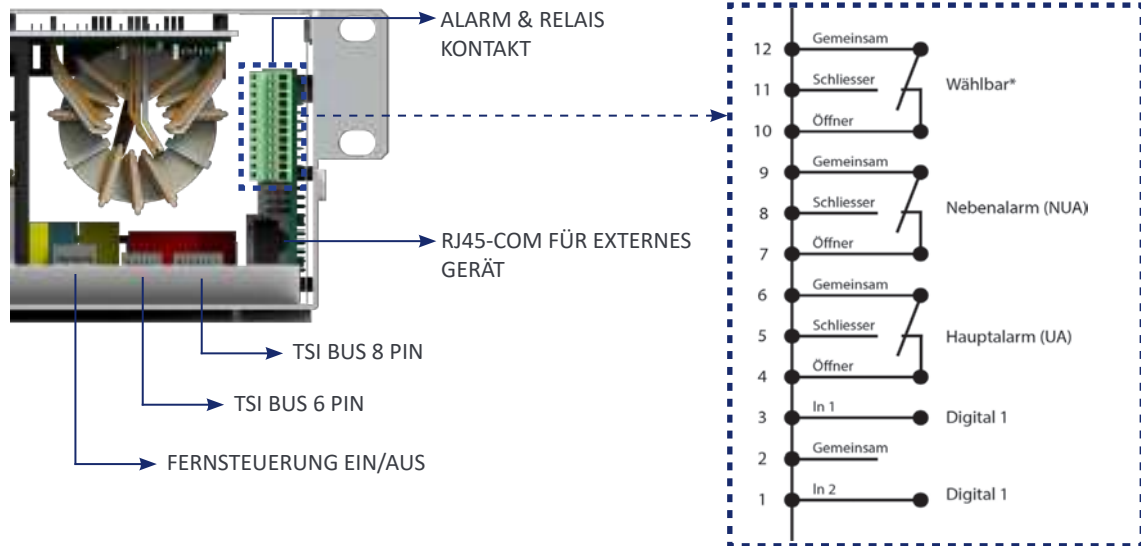 ALARM & RELAIS
KONTAKT
RJ45-COM FÜR EXTERNES
GERÄT
TSI BUS 8 PIN
TSI BUS 6 PIN
FERNSTEUERUNG EIN/AUS
12 Gemeinsam
11 Schliesser Wählbar*
10 Öffner
9 Gemeinsam
8 Schliesser Nebenalarm (NUA)
7 Öffner
6 Gemeinsam
5 Schliesser Hauptalarm (UA)
4 Öffner
3 In 1 Digital 1
2 Gemeinsam
1 In 2 Digital 1